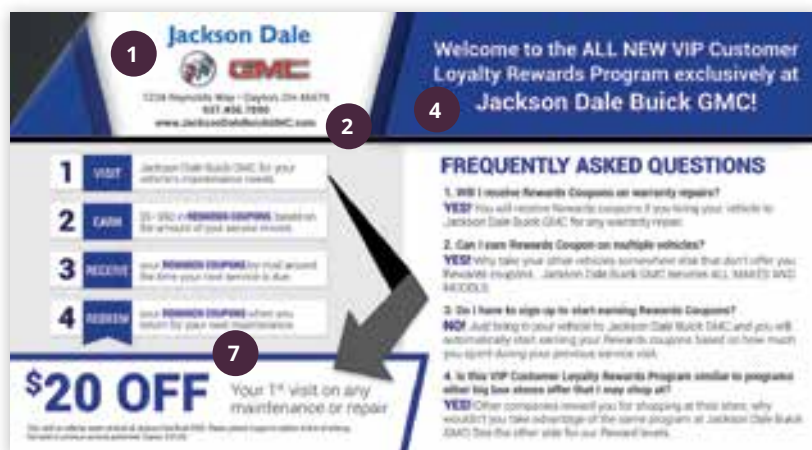 1
Jackson Dale
GMC
1234 Reynolds Way • Dayton, OH 45475
937.456.7890
www.JacksonDaleBuickGMC.com
2
4
Welcome to the ALL NEW VIP Customer
Loyalty Rewards Program exclusively at
Jackson Dale Buick GMC!
1 VISIT Jackson Dale Buick GMC for your
vehicle's maintenance needs.
2 EARN $5 - $50 in REWARDS COUPONS, based on
the amount of your service invoice.
3 RECEIVE your REWARDS COUPONS by mail around
the time your next service is due.
4 REDEEM your REWARDS COUPONS when you
return for your next maintenance.
7
$20 OFF
Your 1st visit on any
maintenance or repair
FREQUENTLY ASKED QUESTIONS
1. Will I receive Rewards Coupons on warranty repairs?
YES! You will receive Rewards coupons if you bring your vehicle to
Jackson Dale Buick GMC for any warranty repair.
2. Can I earn Rewards Coupon on multiple vehicles?
YES! Why take your other vehicles somewhere else that don't offer you
Rewards coupons. Jackson Dale Buick GMC services ALL MAKES AND
MODELS.
3. Do I have to sign up to start earning Rewards Coupons?
NO! Just bring in your vehicle to Jackson Dale Buick GMC and you will
automatically start earning your Rewards coupons based on how much
you spent during your previous service visit.
4. Is this VIP Customer Loyalty Rewards Program similar to programs
other big box stores offer that I may shop at?
YES! Other companies reward you for shopping at their store, why
wouldn't you take advantage of the same program at Jackson Dale Buick
GMC! See the other side for our Reward levels.